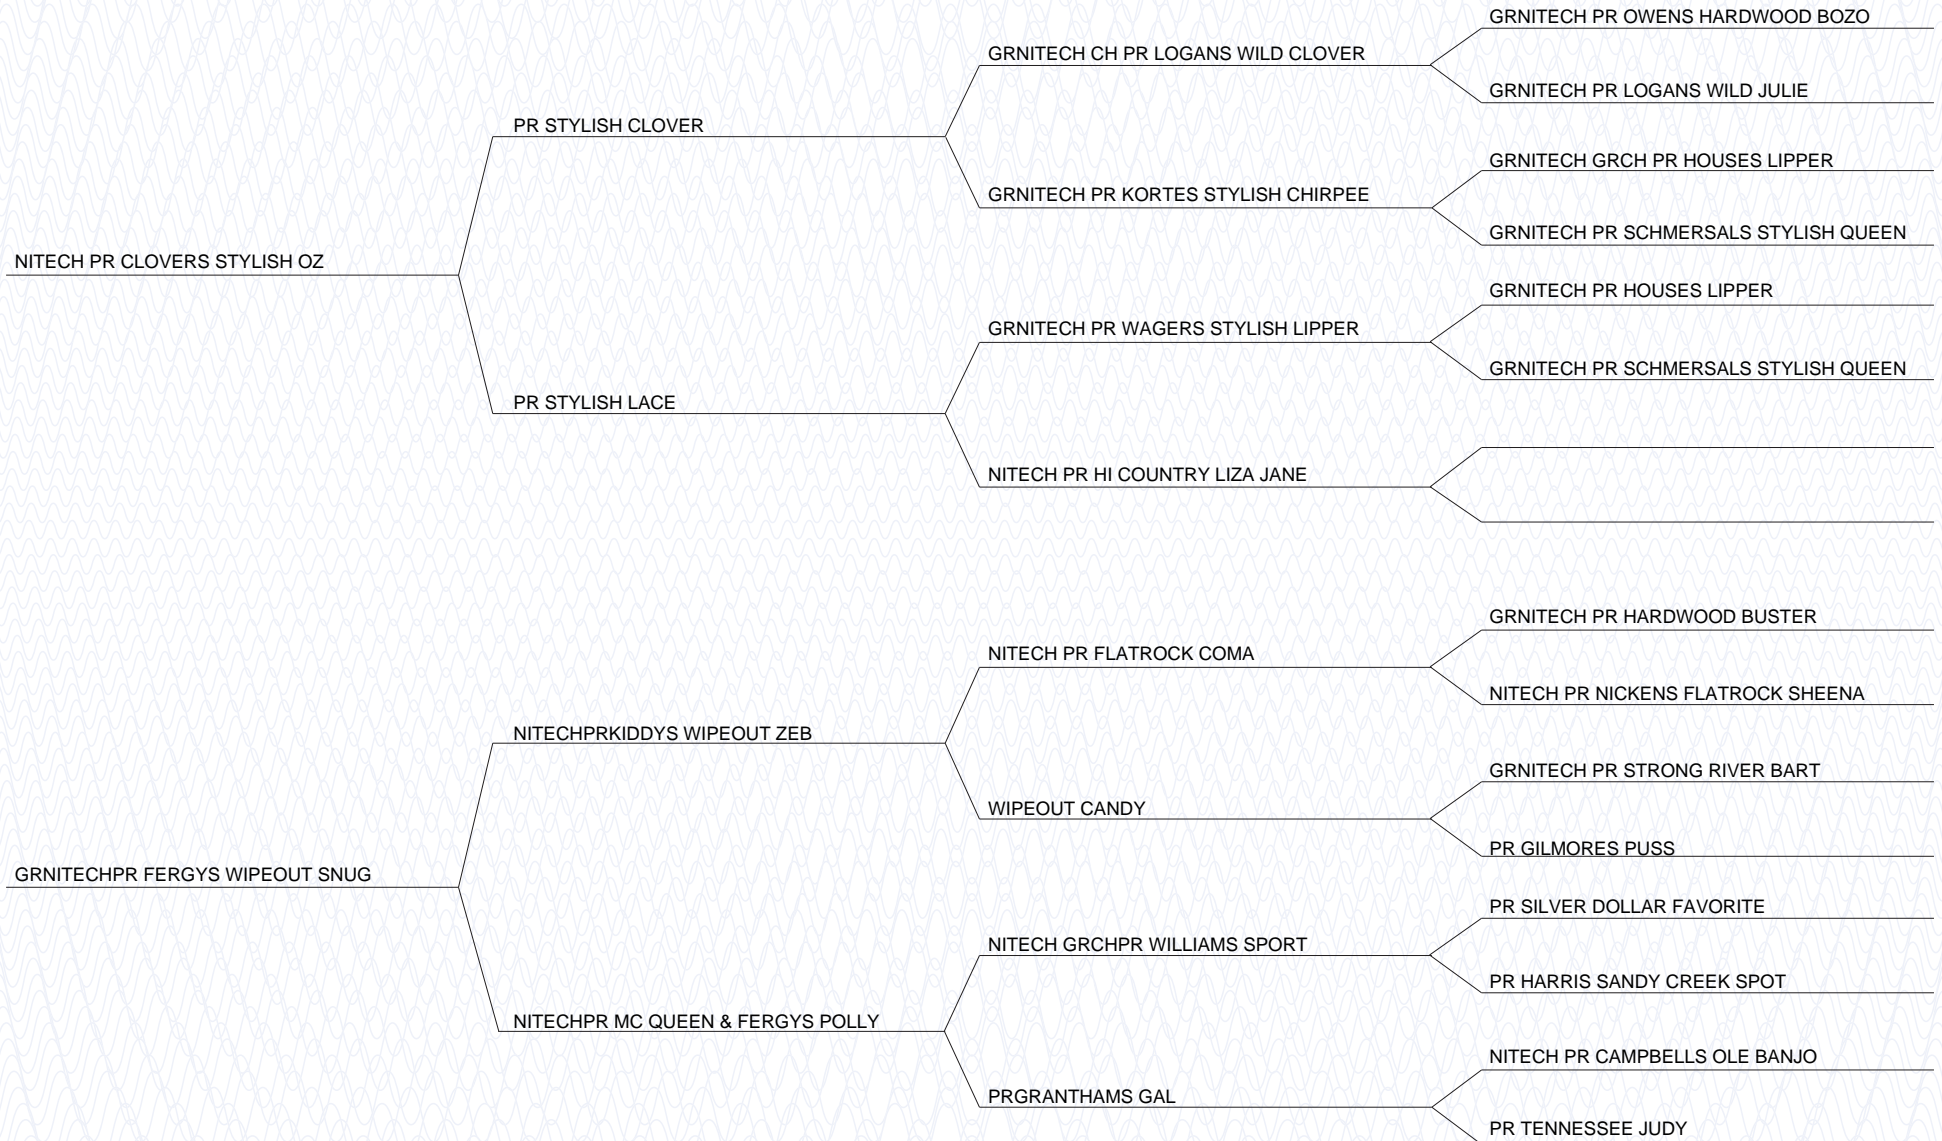 GRNITECH PR OWENS HARDWOOD BOZO
GRNITECH CH PR LOGANS WILD CLOVER
GRNITECH PR LOGANS WILD JULIE
PR STYLISH CLOVER
GRNITECH GRCH PR HOUSES LIPPER
GRNITECH PR KORTES STYLISH CHIRPEE
GRNITECH PR SCHMERSALS STYLISH QUEEN
NITECH PR CLOVERS STYLISH OZ
GRNITECH PR HOUSES LIPPER
GRNITECH PR WAGERS STYLISH LIPPER
GRNITECH PR SCHMERSALS STYLISH QUEEN
PR STYLISH LACE
NITECH PR HI COUNTRY LIZA JANE
GRNITECH PR HARDWOOD BUSTER
NITECH PR FLATROCK COMA
NITECH PR NICKENS FLATROCK SHEENA
NITECHPRKIDDYS WIPEOUT ZEB
GRNITECH PR STRONG RIVER BART
WIPEOUT CANDY
PR GILMORES PUSS
GRNITECHPR FERGYS WIPEOUT SNUG
PR SILVER DOLLAR FAVORITE
NITECH GRCHPR WILLIAMS SPORT
PR HARRIS SANDY CREEK SPOT
NITECHPR MC QUEEN & FERGYS POLLY
NITECH PR CAMPBELLS OLE BANJO
PRGRANTHAMS GAL
PR TENNESSEE JUDY